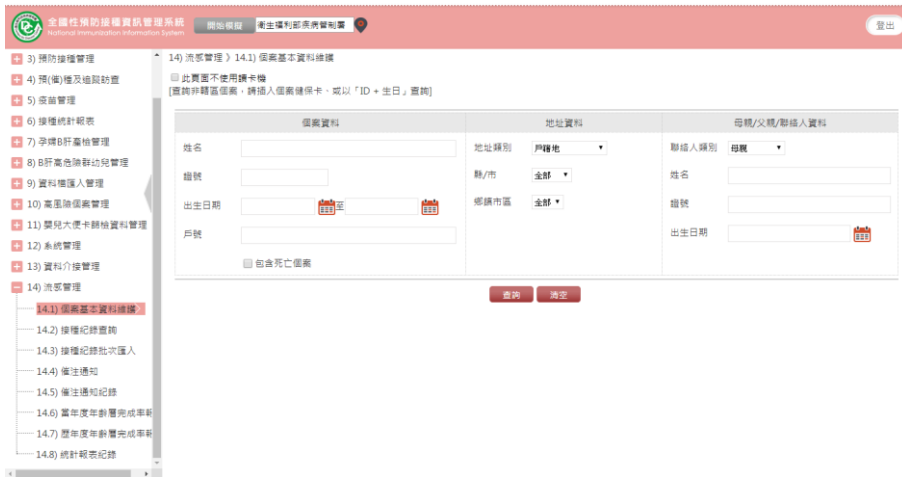 全國性預防接種資訊管理系統
National Immunization Information System
開始模擬
衛生福利部疾病管制署
登出
3) 預防接種管理
4) 預(催)種及追蹤訪查
5) 疫苗管理
6) 接種統計報表
7) 孕婦B肝產檢管理
8) B肝高危險群幼兒管理
9) 資料檔匯入管理
10) 高風險個案管理
11) 嬰兒大便卡篩檢資料管理
12) 系統管理
13) 資料介接管理
14) 流感管理
14.1) 個案基本資料維護
14.2) 接種紀錄查詢
14.3) 接種紀錄批次匯入
14.4) 催注通知
14.5) 催注通知紀錄
14.6) 當年度年齡層完成率報
14.7) 歷年度年齡層完成率報
14.8) 統計報表紀錄
14) 流感管理 》14.1) 個案基本資料維護
此頁面不使用讀卡機
[查詢非轄區個案，請插入個案健保卡、或以「ID + 生日」查詢]
個案資料
姓名
證號
出生日期
至
戶號
包含死亡個案
地址資料
地址類別
戶籍地
縣/市
全部
鄉鎮市區
全部
母親/父親/聯絡人資料
聯絡人類別
母親
姓名
證號
出生日期
查詢
清空